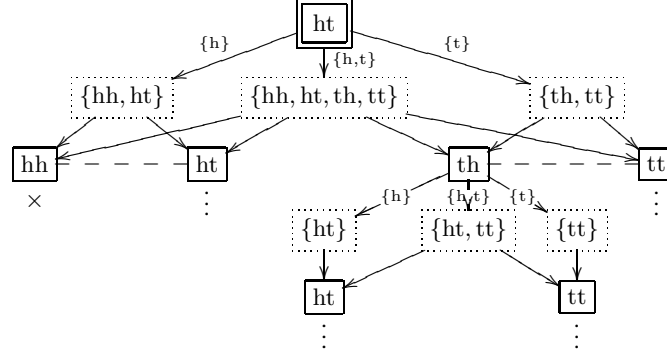 ht
{h} {h,t} {t}
{hh, ht} {hh, ht, th, tt} {th, tt}
hh ht th tt
× ⋮ ⋮
{h} {h,t} {t}
{ht} {ht, tt} {tt}
ht tt
⋮ ⋮